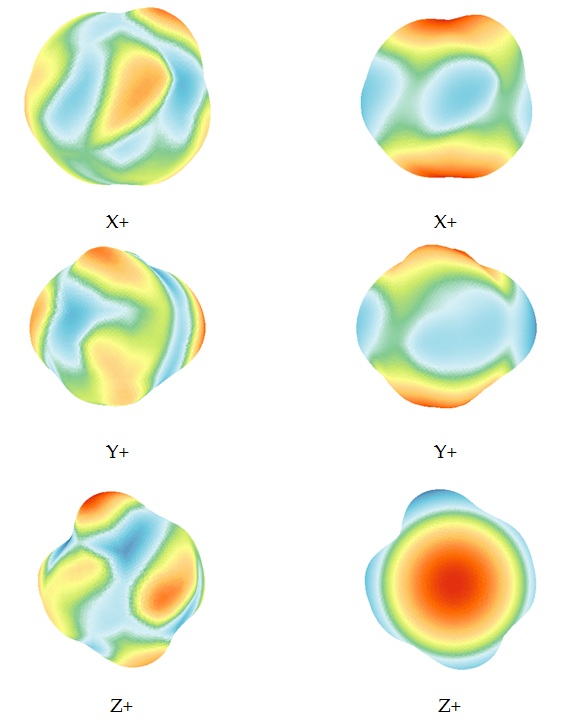 X+ X+
Y+ Y+
Z+ Z+